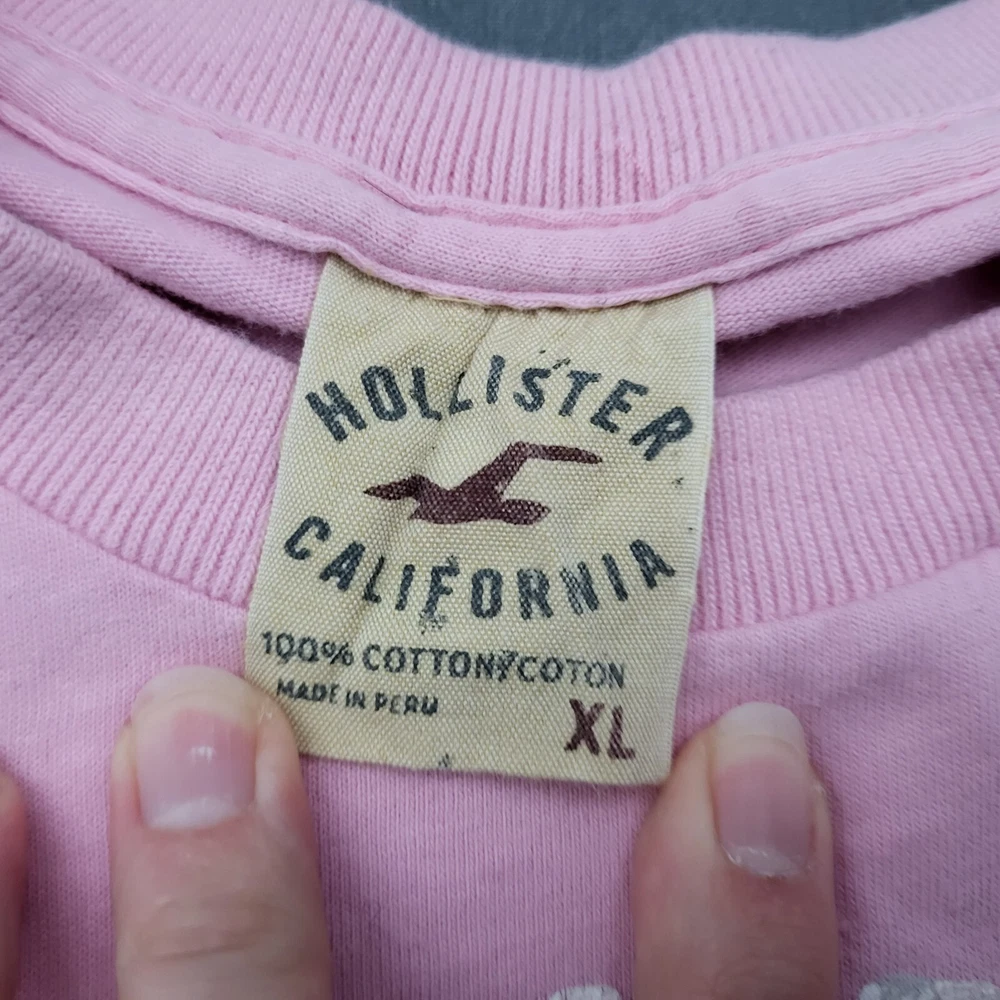 HOLLISTER
CALIFORNIA
100% COTTON/COTON
MADE IN PERU
XL